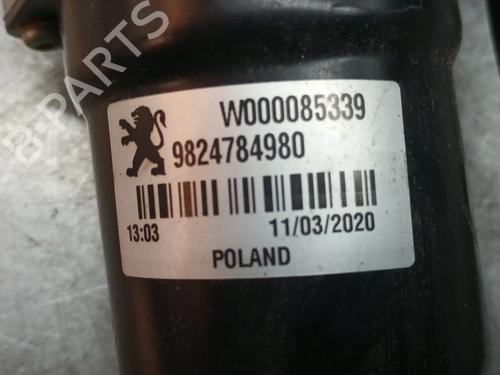 W000085339
9824784980
13:03 11/03/2020
POLAND
B-PARTS